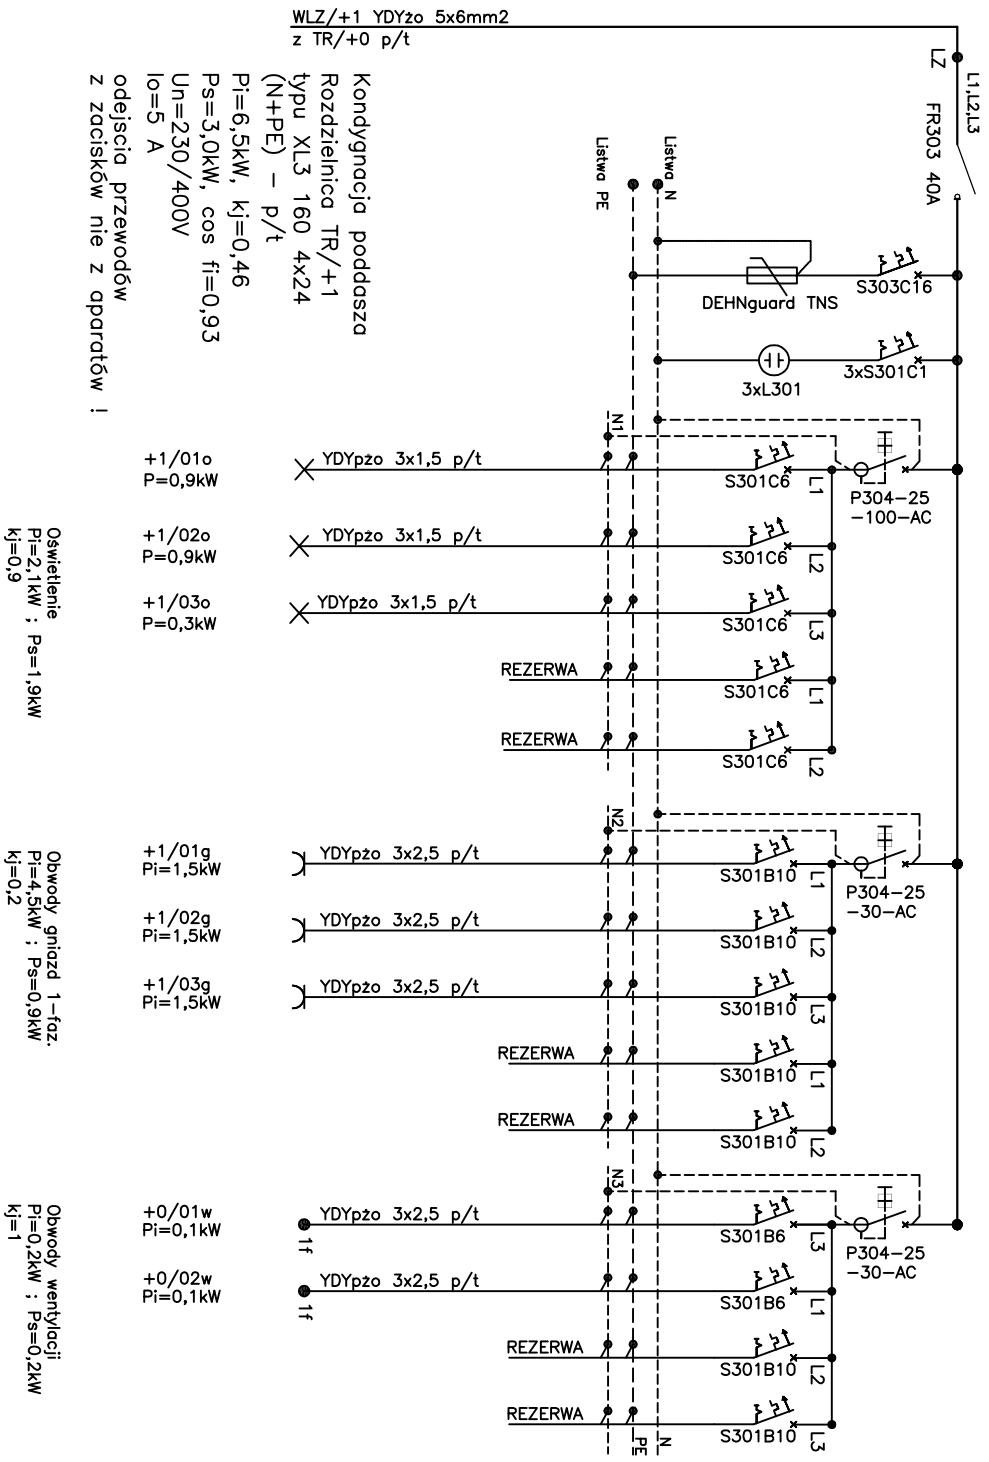 WLZ/+1 YDYżo 5x6mm2
z TR/+0 p/t
L1,L2,L3
LZ
FR303 40A
Listwa N
Listwa PE
Kondygnacja poddasza
Rozdzielnica TR/+1
typu XL3 160 4x24
(N+PE) – p/t
Pi=6,5kW, kj=0,46
Ps=3,0kW, cos fi=0,93
Un=230/400V
Io=5 A
odejscia przewodów
z zacisków nie z aparatów !
S303C16
DEHNguard TNS
3xS301C1
3xL301
N1
P304-25
-100-AC
+1/01o
P=0,9kW
YDYpżo 3x1,5 p/t
S301C6
L1
+1/02o
P=0,9kW
YDYpżo 3x1,5 p/t
S301C6
L2
+1/03o
P=0,3kW
YDYpżo 3x1,5 p/t
S301C6
L3
REZERWA
S301C6
L1
REZERWA
S301C6
L2
Oświetlenie
Pi=2,1kW ; Ps=1,9kW
kj=0,9
N2
P304-25
-30-AC
+1/01g
Pi=1,5kW
YDYpżo 3x2,5 p/t
S301B10
L1
+1/02g
Pi=1,5kW
YDYpżo 3x2,5 p/t
S301B10
L2
+1/03g
Pi=1,5kW
YDYpżo 3x2,5 p/t
S301B10
L3
REZERWA
S301B10
L1
REZERWA
S301B10
L2
Obwody gniazd 1-faz.
Pi=4,5kW ; Ps=0,9kW
kj=0,2
N3
P304-25
-30-AC
+0/01w
Pi=0,1kW
1f
YDYpżo 3x2,5 p/t
S301B6
L3
+0/02w
Pi=0,1kW
1f
YDYpżo 3x2,5 p/t
S301B6
L1
REZERWA
S301B10
L2
REZERWA
S301B10
L3
PE
N
Obwody wentylacji
Pi=0,2kW ; Ps=0,2kW
kj=1